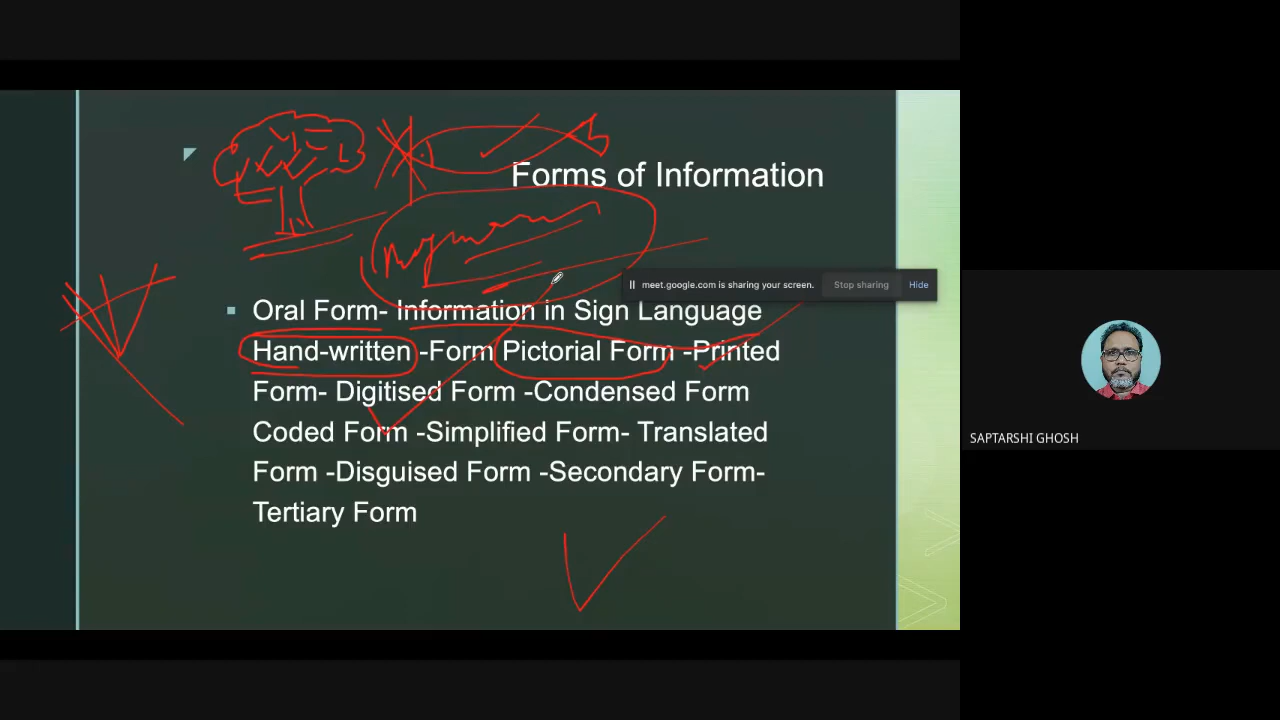 Forms of Information
meet.google.com is sharing your screen.
Stop sharing
Hide
Oral Form- Information in Sign Language
Hand-written -Form Pictorial Form -Printed
Form- Digitised Form -Condensed Form
Coded Form -Simplified Form- Translated
Form -Disguised Form -Secondary Form-
Tertiary Form
SAPTARSHI GHOSH